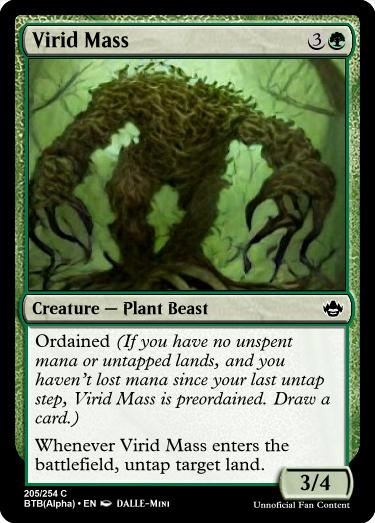 Virid Mass 3
Creature — Plant Beast
Ordained (If you have no unspent
mana or untapped lands, and you
haven't lost mana since your last untap
step, Virid Mass is preordained. Draw a
card.)
Whenever Virid Mass enters the
battlefield, untap target land.
3/4
205/254 C
BTB(Alpha) • EN DALLE-Mini
Unofficial Fan Content